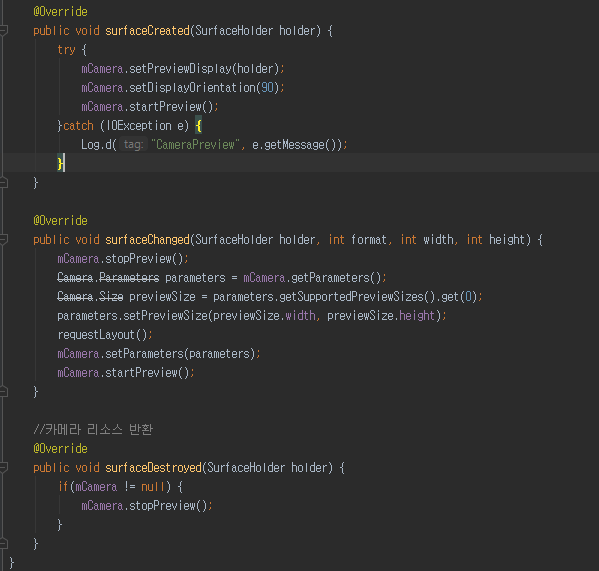 @Override
public void surfaceCreated(SurfaceHolder holder) {
try {
mCamera.setPreviewDisplay(holder);
mCamera.setDisplayOrientation(90);
mCamera.startPreview();
}catch (IOException e) {
Log.d( tag: "CameraPreview", e.getMessage());
}
}
@Override
public void surfaceChanged(SurfaceHolder holder, int format, int width, int height) {
mCamera.stopPreview();
Camera.Parameters parameters = mCamera.getParameters();
Camera.Size previewSize = parameters.getSupportedPreviewSizes().get(0);
parameters.setPreviewSize(previewSize.width, previewSize.height);
requestLayout();
mCamera.setParameters(parameters);
mCamera.startPreview();
}
//카메라 리소스 반환
@Override
public void surfaceDestroyed(SurfaceHolder holder) {
if(mCamera != null) {
mCamera.stopPreview();
}
}
}